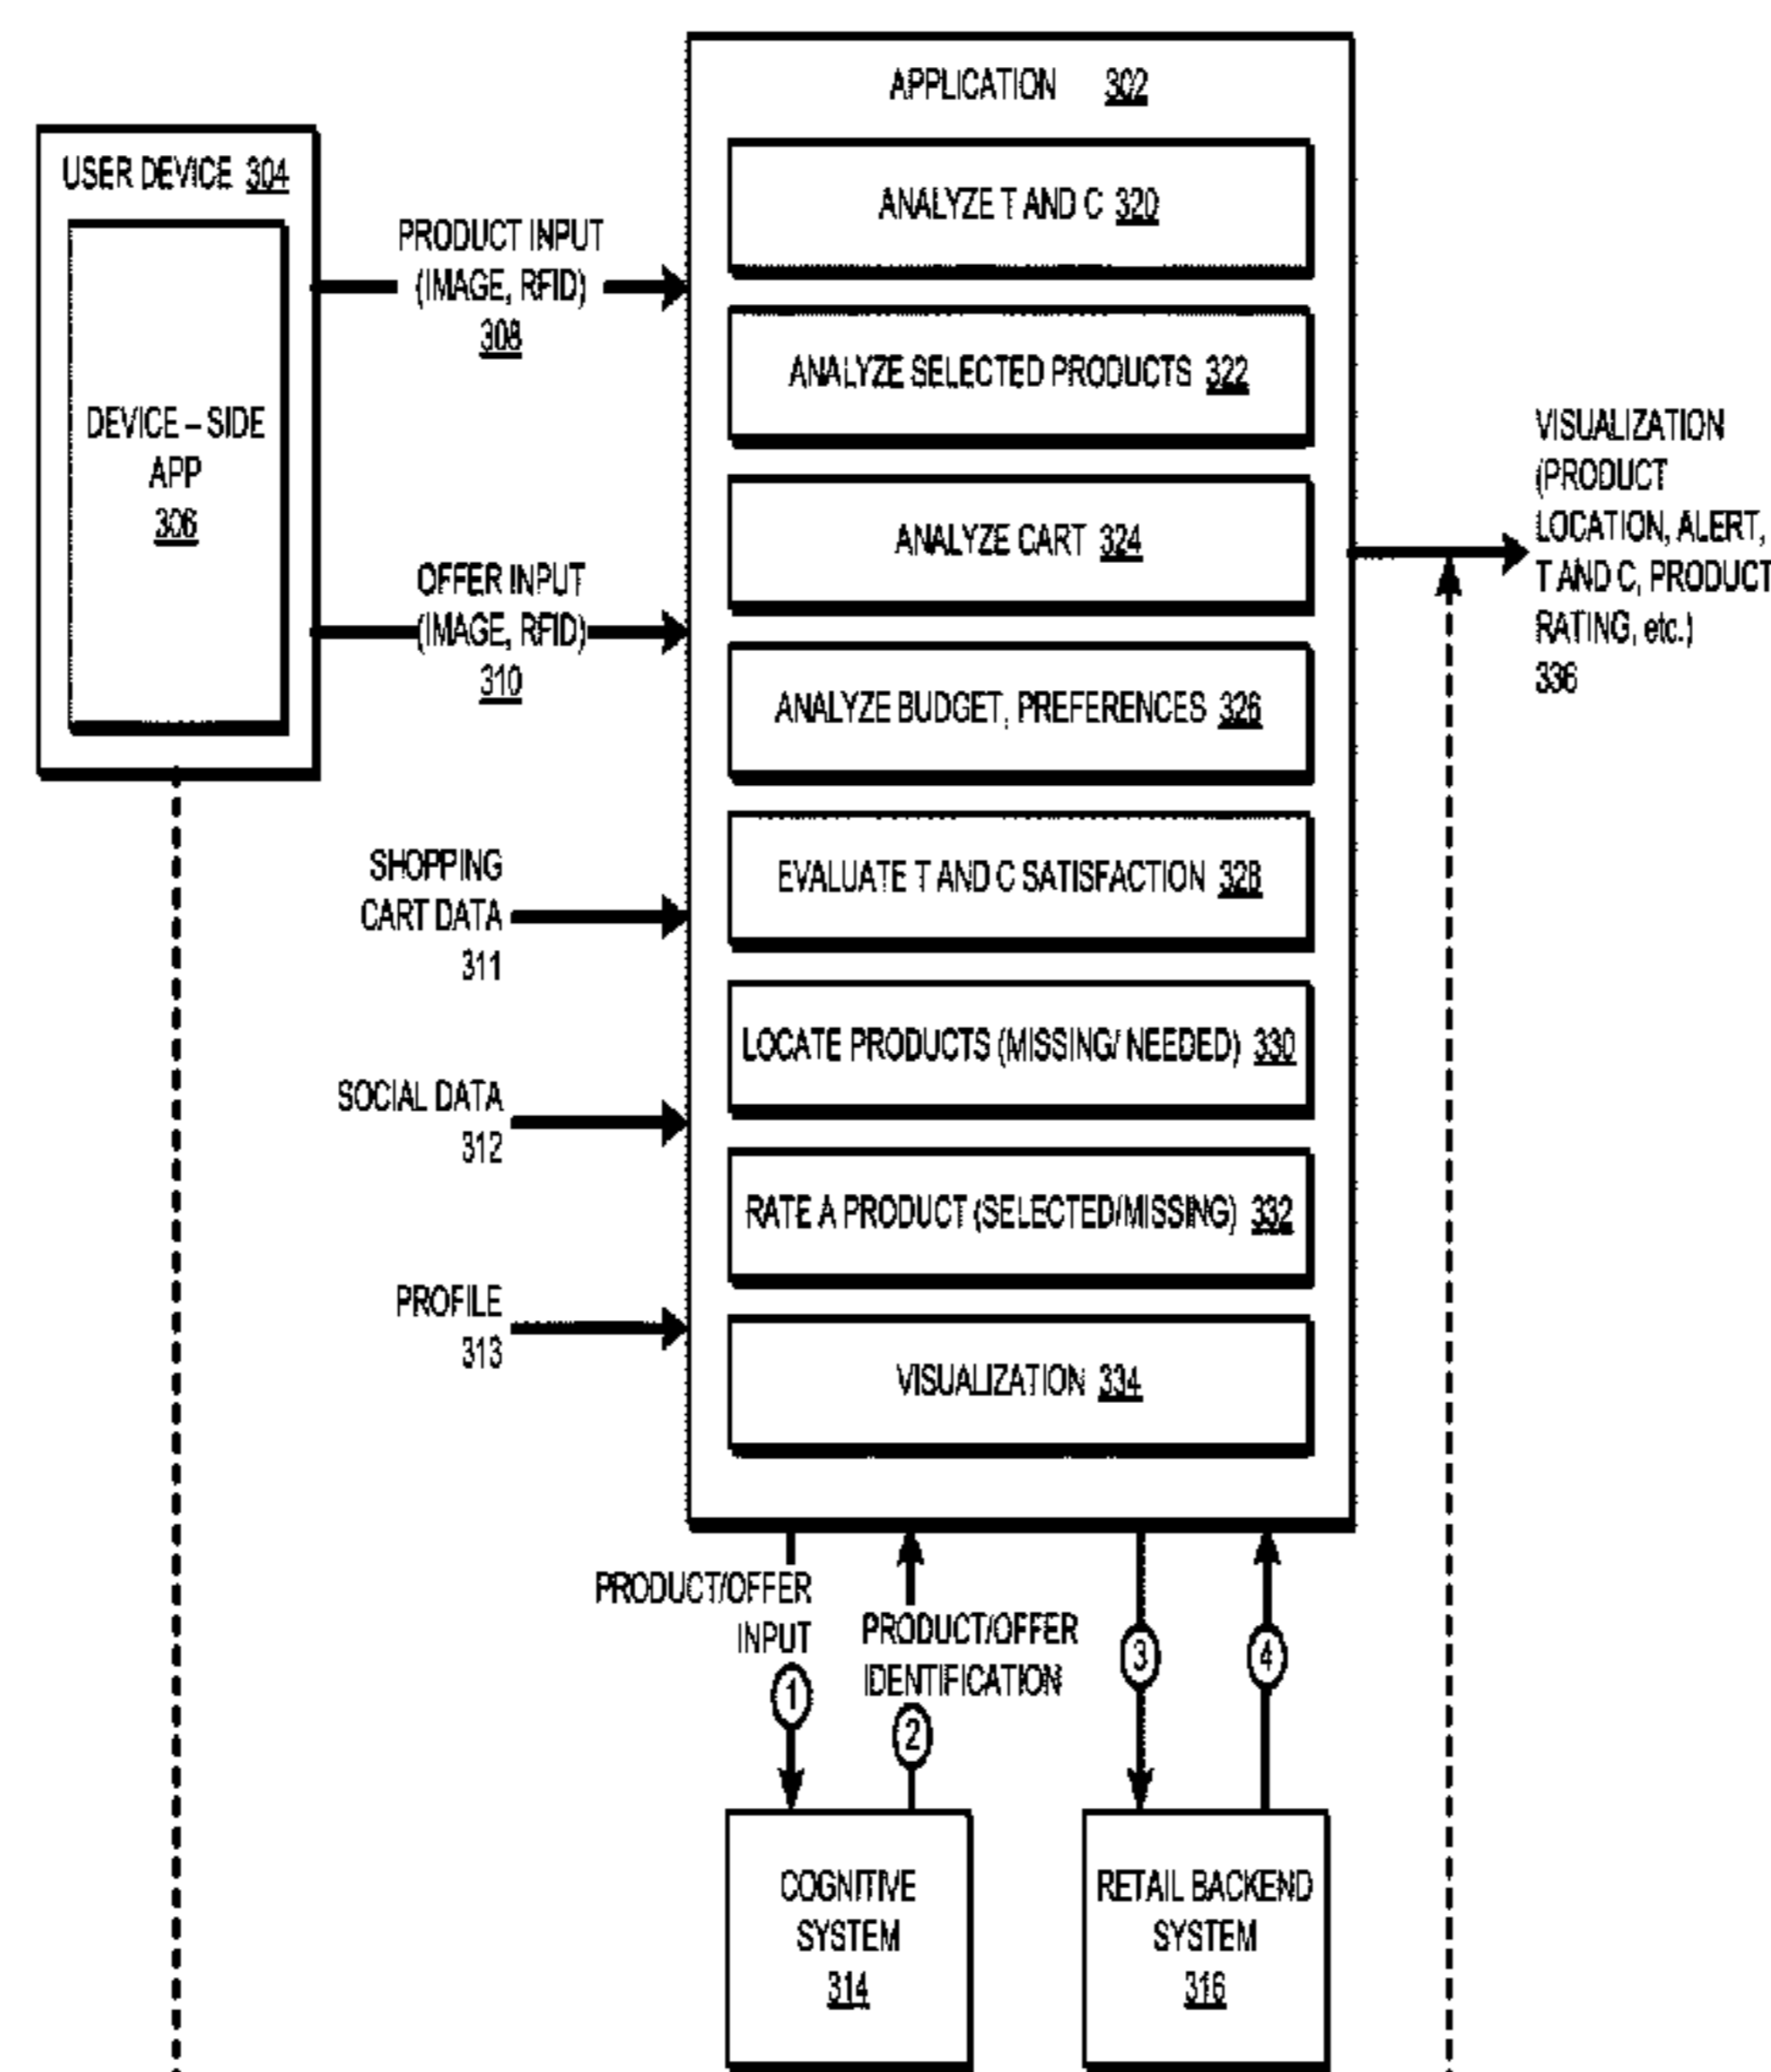 APPLICATION 302
USER DEVICE 304
DEVICE – SIDE
APP
306
PRODUCT INPUT
(IMAGE, RFID)
308
OFFER INPUT
(IMAGE, RFID)
310
SHOPPING
CART DATA
311
SOCIAL DATA
312
PROFILE
313
ANALYZE T AND C 320
ANALYZE SELECTED PRODUCTS 322
ANALYZE CART 324
ANALYZE BUDGET, PREFERENCES 326
EVALUATE T AND C SATISFACTION 328
LOCATE PRODUCTS (MISSING/ NEEDED) 330
RATE A PRODUCT (SELECTED/MISSING) 332
VISUALIZATION 334
VISUALIZATION
(PRODUCT
LOCATION, ALERT,
T AND C, PRODUCT
RATING, etc.)
336
PRODUCT/OFFER
INPUT
1
PRODUCT/OFFER
IDENTIFICATION
2
3
4
COGNITIVE
SYSTEM
314
RETAIL BACKEND
SYSTEM
316